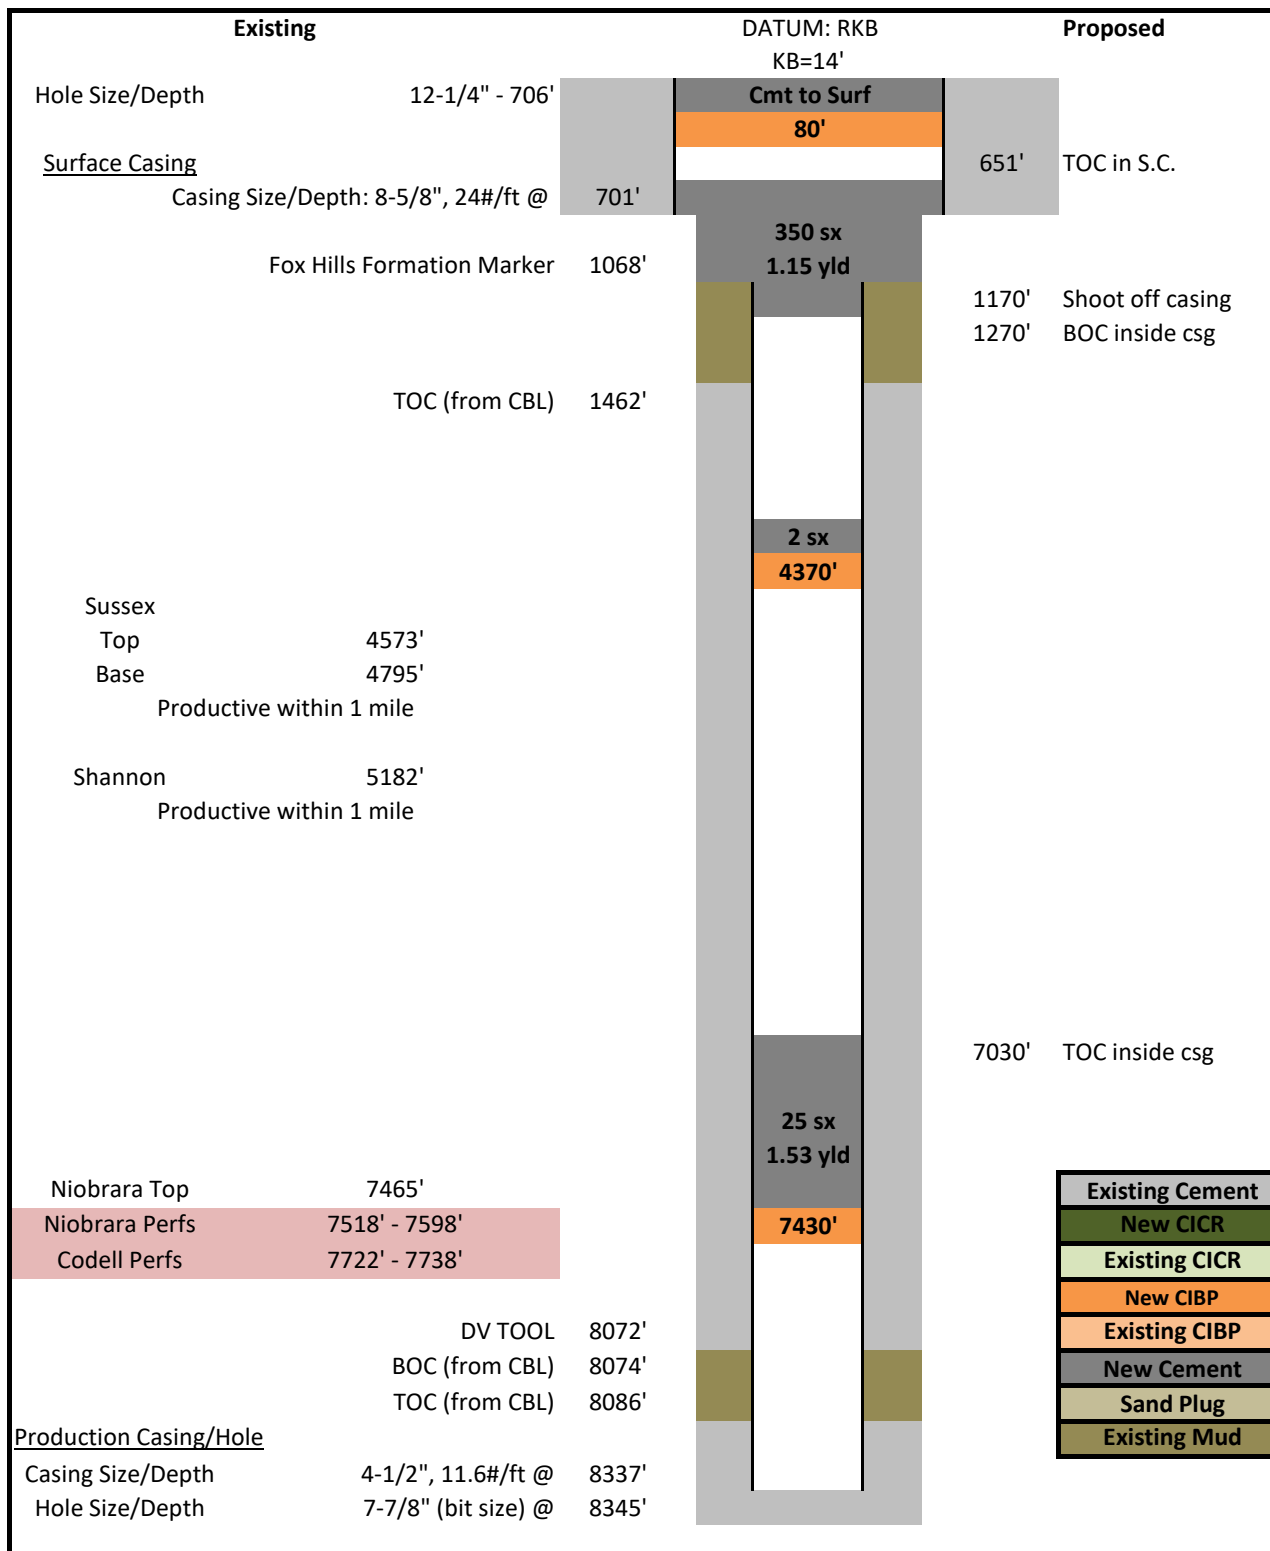 Existing DATUM: RKB Proposed
KB=14'
Hole Size/Depth 12-1/4" - 706' Cmt to Surf
80'
Surface Casing 651' TOC in S.C.
Casing Size/Depth: 8-5/8", 24#/ft @ 701'
350 sx
Fox Hills Formation Marker 1068' 1.15 yld
1170' Shoot off casing
1270' BOC inside csg
TOC (from CBL) 1462'
2 sx
4370'
Sussex
Top 4573'
Base 4795'
Productive within 1 mile
Shannon 5182'
Productive within 1 mile
7030' TOC inside csg
25 sx
1.53 yld
Niobrara Top 7465' Existing Cement
Niobrara Perfs 7518' - 7598' 7430' New CICR
Codell Perfs 7722' - 7738' Existing CICR
New CIBP
DV TOOL 8072' Existing CIBP
BOC (from CBL) 8074' New Cement
TOC (from CBL) 8086' Sand Plug
Production Casing/Hole Existing Mud
Casing Size/Depth 4-1/2", 11.6#/ft @ 8337'
Hole Size/Depth 7-7/8" (bit size) @ 8345'